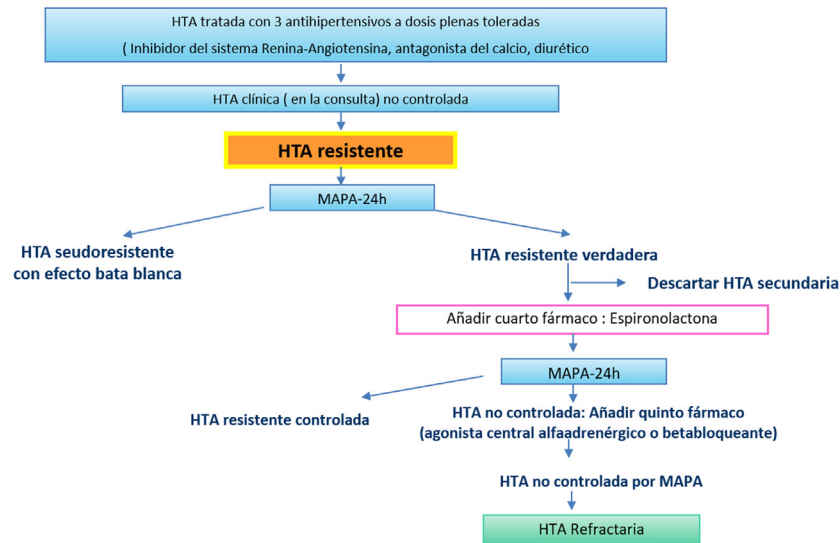 HTA tratada con 3 antihipertensivos a dosis plenas toleradas
( Inhibidor del sistema Renina-Angiotensina, antagonista del calcio, diurético
HTA clínica ( en la consulta) no controlada
HTA resistente
MAPA-24h
HTA seudoresistente
con efecto bata blanca
HTA resistente verdadera
Descartar HTA secundaria
Añadir cuarto fármaco : Espironolactona
MAPA-24h
HTA resistente controlada
HTA no controlada: Añadir quinto fármaco
(agonista central alfaadrenérgico o betabloqueante)
HTA no controlada por MAPA
HTA Refractaria